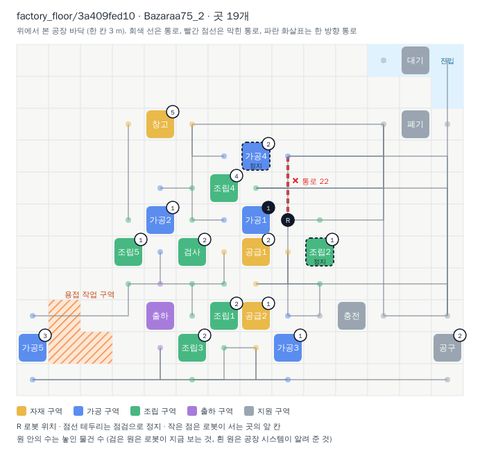 factory_floor/3a409fed10 · Bazaraa75_2 · 곳 19개
위에서 본 공장 바닥 (한 칸 3 m). 회색 선은 통로, 빨간 점선은 막힌 통로, 파란 화살표는 한 방향 통로
대기
진입
5
창고
폐기
2
가공4
정지
4
조립4
✖ 통로 22
1
가공2
1
가공1
R
1
조립5
2
검사
2
공급1
1
조립2
정지
용접 작업 구역
출하
2
조립1
1
공급2
충전
3
가공5
2
조립3
1
가공3
2
공구
자재 구역
가공 구역
조립 구역
출하 구역
지원 구역
R 로봇 위치 · 점선 테두리는 점검으로 정지 · 작은 점은 로봇이 서는 곳의 앞 칸
원 안의 수는 놓인 물건 수 (검은 원은 로봇이 지금 보는 것, 흰 원은 공장 시스템이 알려 준 것)